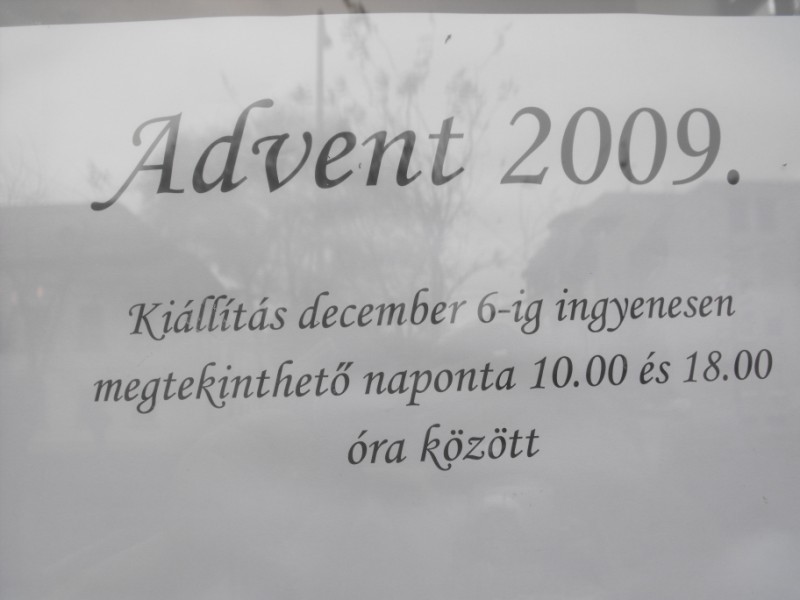 Advent 2009.
Kiállítás december 6-ig ingyenesen
megtekinthető naponta 10.00 és 18.00
óra között